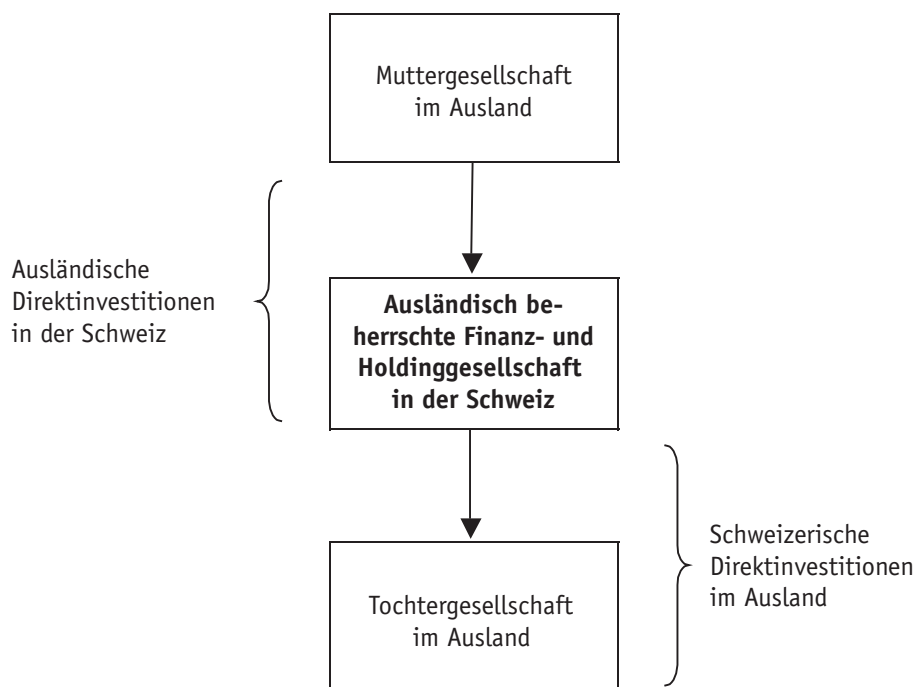 Muttergesellschaft
im Ausland
Ausländische
Direktinvestitionen
in der Schweiz
Ausländisch be-
herrschte Finanz- und
Holdinggesellschaft
in der Schweiz
Schweizerische
Direktinvestitionen
im Ausland
Tochtergesellschaft
im Ausland